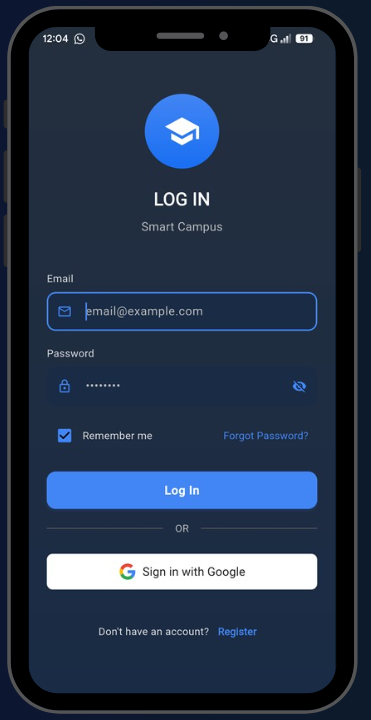 12:04 G 91
LOG IN
Smart Campus
Email
email@example.com
Password
••••••••
Remember me Forgot Password?
Log In
OR
Sign in with Google
Don't have an account? Register